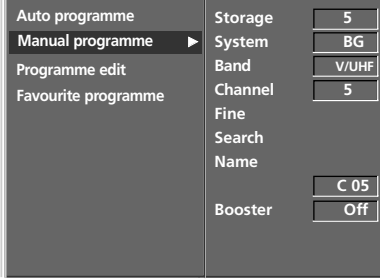 Auto programme
Manual programme
Programme edit
Favourite programme
Storage 5
System BG
Band V/UHF
Channel 5
Fine
Search
Name
C 05
Booster Off